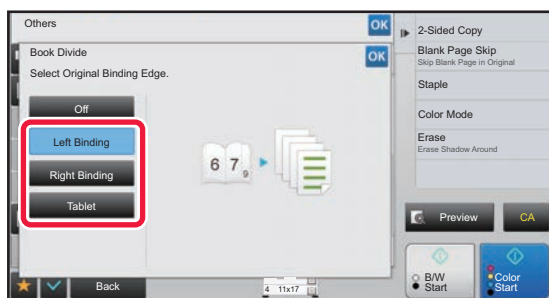 Others
OK
Book Divide
OK
Select Original Binding Edge.
Off
Left Binding
Right Binding
Tablet
6 7 9
Back
4 11x17
2-Sided Copy
Blank Page Skip
Skip Blank Page in Original
Staple
Color Mode
Erase
Erase Shadow Around
Preview
CA
B/W
Start
Color
Start